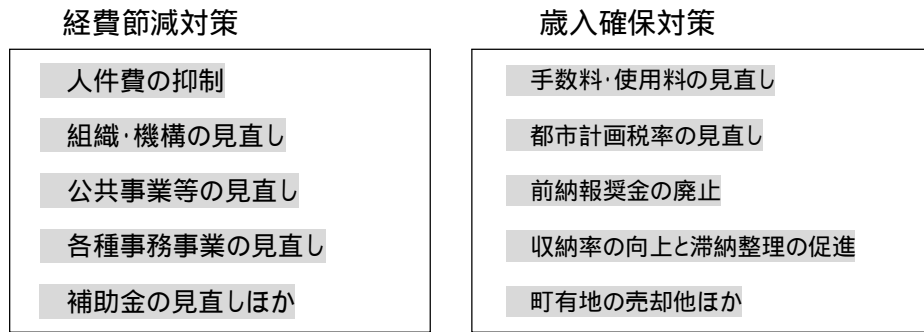 経費節減対策
人件費の抑制
組織・機構の見直し
公共事業等の見直し
各種事務事業の見直し
補助金の見直しほか
歳入確保対策
手数料・使用料の見直し
都市計画税率の見直し
前納報奨金の廃止
収納率の向上と滞納整理の促進
町有地の売却他ほか